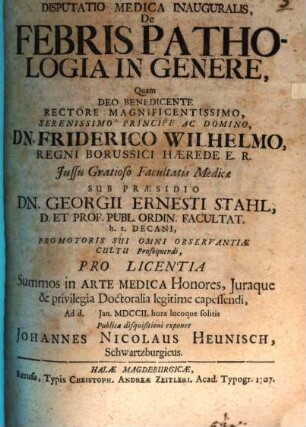 DISPUTATIO MEDICA INAUGURALIS,
De
FEBRIS PATHO-
LOGIA IN GENERE,
Quam
DEO BENEDICENTE
RECTORE MAGNIFICENTISSIMO,
SERENISSIMO PRINCIPE AC DOMINO,
DN. FRIDERICO WILHELMO,
REGNI BORUSSICI HÆREDE E. R.
Jussu Gratioso Facultatis Medicæ
SUB PRÆSIDIO
DN. GEORGII ERNESTI STAHL,
D. ET PROF. PUBL. ORDIN. FACULTAT.
h. t. DECANI,
PROMOTORIS SUI OMNI OBSERVANTIÆ
CULTU Prosequendi,
PRO LICENTIA
Summos in ARTE MEDICA Honores, Juraque
& privilegia Doctoralia legitime capessendi,
Ad d. Jan. MDCCII. hora locoque solitis
Publicæ disquisitioni exponet
JOHANNES NICOLAUS HEUNISCH,
Schwartzburgicus.
HALÆ MAGDEBURGICÆ,
Recusa, Typis CHRISTOPH. ANDREÆ ZEITLERI. Acad. Typogr. 1707.